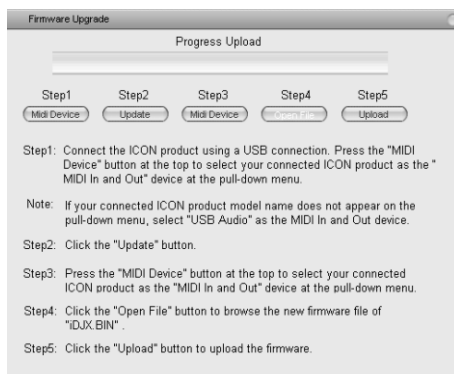 Firmware Upgrade
Progress Upload
Step1 Step2 Step3 Step4 Step5
Midi Device Update Midi Device Open File Upload
Step1: Connect the ICON product using a USB connection. Press the "MIDI
Device" button at the top to select your connected ICON product as the "
MIDI In and Out" device at the pull-down menu.
Note: If your connected ICON product model name does not appear on the
pull-down menu, select "USB Audio" as the MIDI In and Out device.
Step2: Click the "Update" button.
Step3: Press the "MIDI Device" button at the top to select your connected
ICON product as the "MIDI In and Out" device at the pull-down menu.
Step4: Click the "Open File" button to browse the new firmware file of
"iDJX.BIN" .
Step5: Click the "Upload" button to upload the firmware.